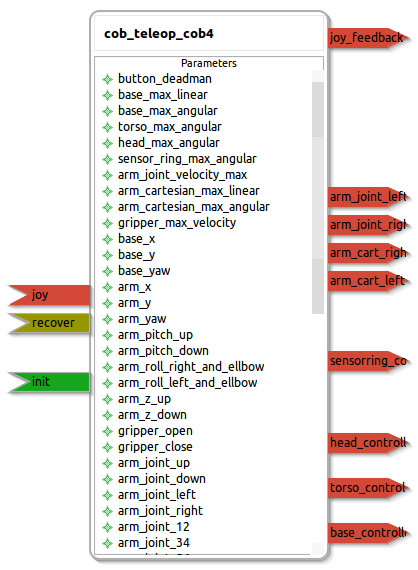 cob_teleop_cob4
Parameters
button_deadman
base_max_linear
base_max_angular
torso_max_angular
head_max_angular
sensor_ring_max_angular
arm_joint_velocity_max
arm_cartesian_max_linear
arm_cartesian_max_angular
gripper_max_velocity
base_x
base_y
base_yaw
arm_x
arm_y
arm_yaw
arm_pitch_up
arm_pitch_down
arm_roll_right_and_ellbow
arm_roll_left_and_ellbow
arm_z_up
arm_z_down
gripper_open
gripper_close
arm_joint_up
arm_joint_down
arm_joint_left
arm_joint_right
arm_joint_12
arm_joint_34
joy
recover
init
joy_feedback
arm_joint_left
arm_joint_righ
arm_cart_righ
arm_cart_left
sensorring_co
head_controll
torso_control
base_controll